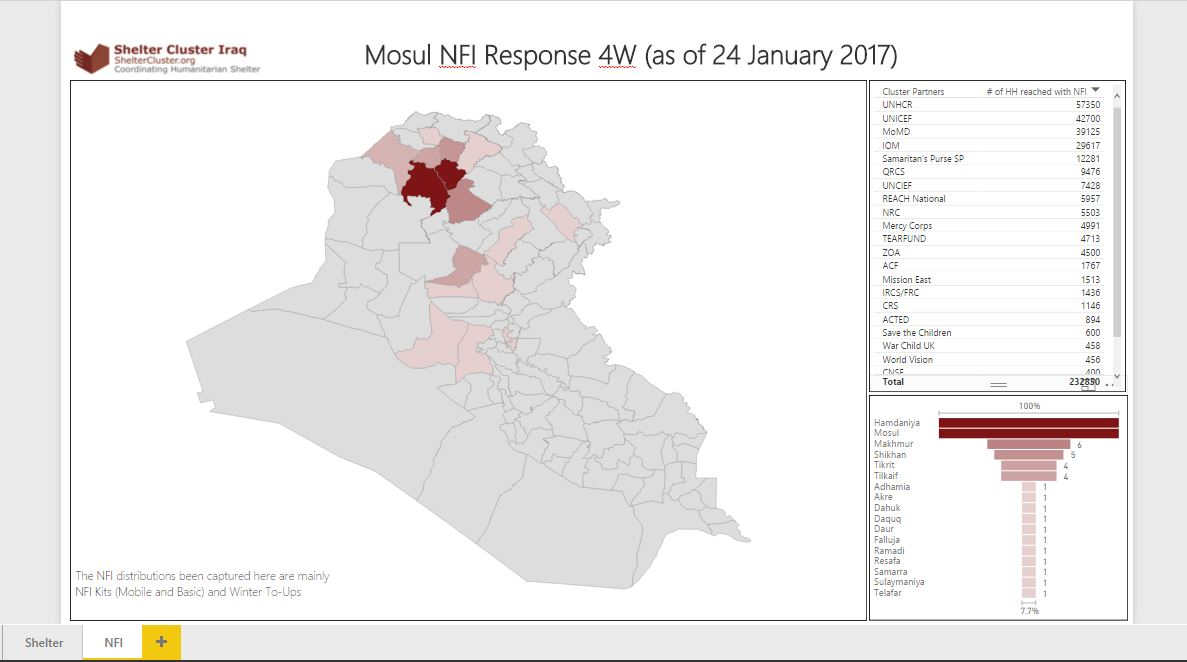 Shelter Cluster Iraq
ShelterCluster.org
Coordinating Humanitarian Shelter
Mosul NFI Response 4W (as of 24 January 2017)
Cluster Partners # of HH reached with NFI
UNHCR 57350
UNICEF 42700
MoMD 39125
IOM 29617
Samaritan's Purse SP 12281
QRCS 9476
UNCIEF 7428
REACH National 5957
NRC 5503
Mercy Corps 4991
TEARFUND 4713
ZOA 4500
ACF 1767
Mission East 1513
IRCS/FRC 1436
CRS 1146
ACTED 894
Save the Children 600
War Child UK 458
World Vision 456
CNSF 400
Total
100%
Hamdaniya
Mosul
Makhmur 6
Shikhan 5
Tikrit 4
Tilkaif 4
Adhamia 1
Akre 1
Dahuk 1
Daquq 1
Daur 1
Falluja 1
Ramadi 1
Resafa 1
Samarra 1
Sulaymaniya 1
Telafar 1
7.7%
The NFI distributions been captured here are mainly
NFI Kits (Mobile and Basic) and Winter To-Ups
Shelter NFI +